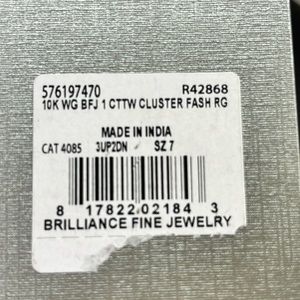 576197470 R42868
10K WG BFJ 1 CTTW CLUSTER FASH RG
MADE IN INDIA
CAT 4085 3UP2DN SZ 7
8 17822 02184 3
BRILLIANCE FINE JEWELRY